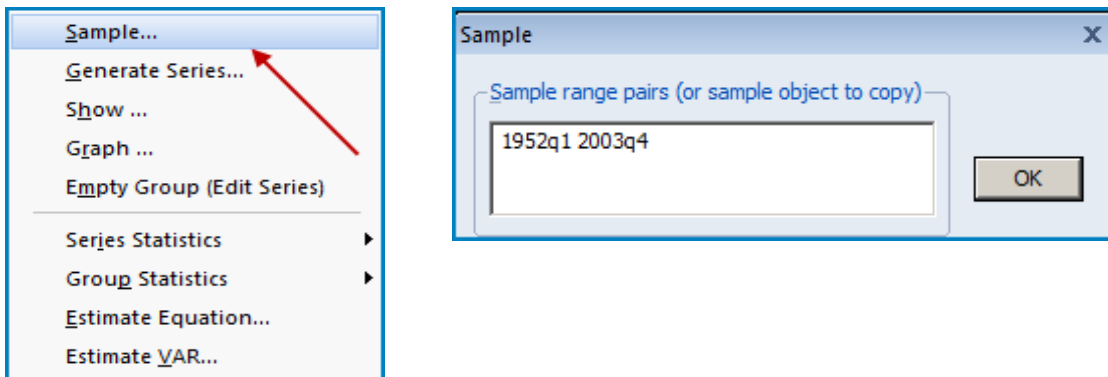 Sample...
Generate Series...
Show ...
Graph ...
Empty Group (Edit Series)
Series Statistics
Group Statistics
Estimate Equation...
Estimate VAR...
Sample
X
Sample range pairs (or sample object to copy)
1952q1 2003q4
OK